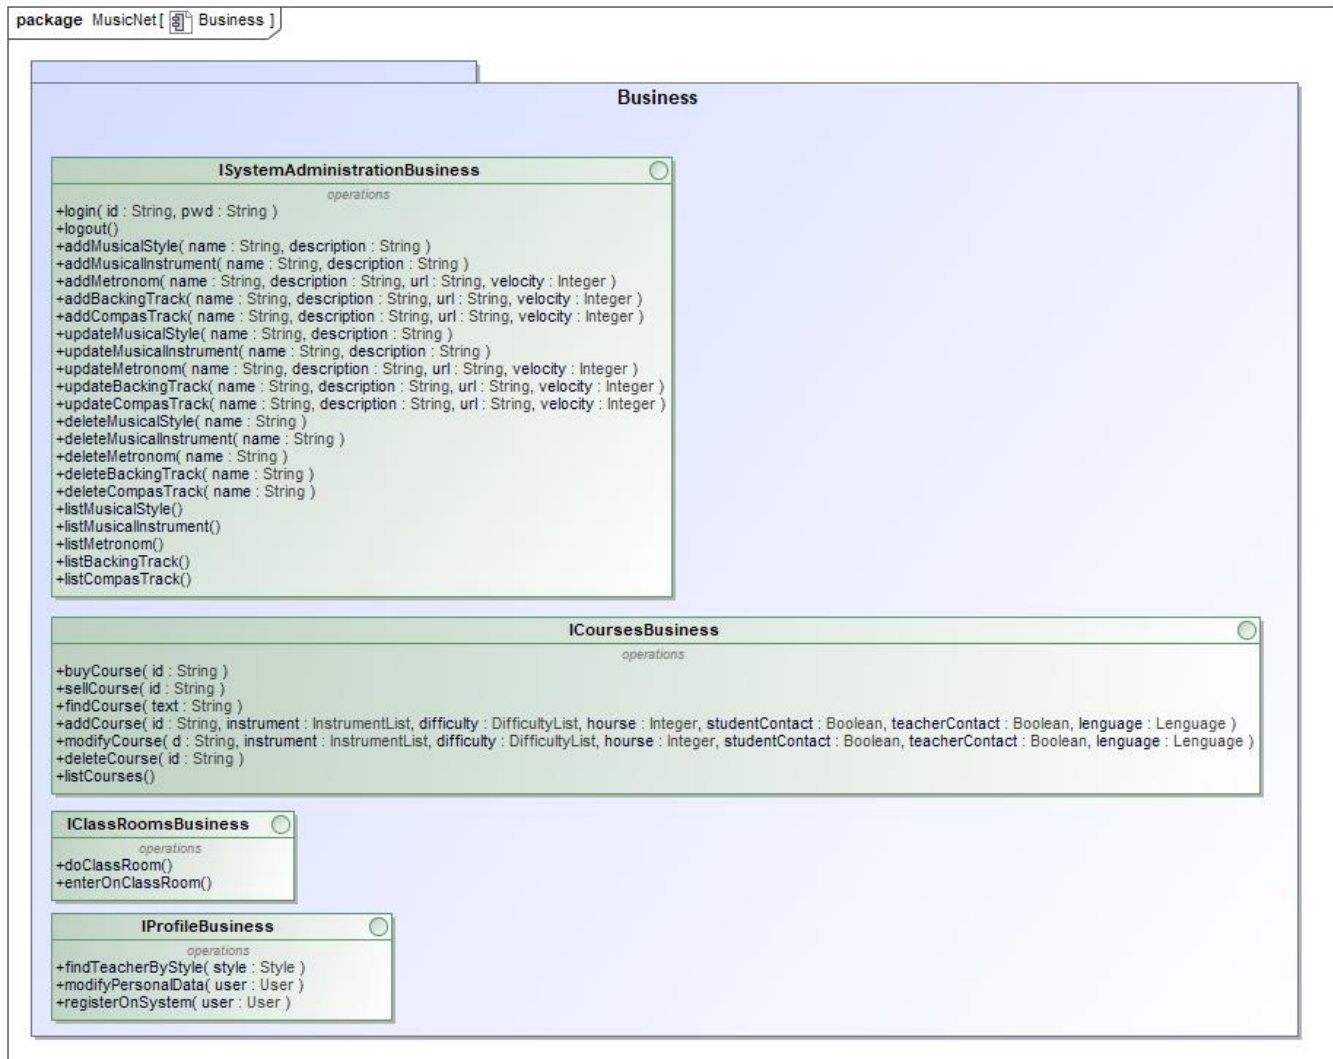 package MusicNet[ Business ]
Business
ISystemAdministrationBusiness
operations
+login( id : String, pwd : String )
+logout()
+addMusicalStyle( name : String, description : String )
+addMusicalInstrument( name : String, description : String )
+addMetronom( name : String, description : String, url : String, velocity : Integer )
+addBackingTrack( name : String, description : String, url : String, velocity : Integer )
+addCompasTrack( name : String, description : String, url : String, velocity : Integer )
+updateMusicalStyle( name : String, description : String )
+updateMusicalInstrument( name : String, description : String )
+updateMetronom( name : String, description : String, url : String, velocity : Integer )
+updateBackingTrack( name : String, description : String, url : String, velocity : Integer )
+updateCompasTrack( name : String, description : String, url : String, velocity : Integer )
+deleteMusicalStyle( name : String )
+deleteMusicalInstrument( name : String )
+deleteMetronom( name : String )
+deleteBackingTrack( name : String )
+deleteCompasTrack( name : String )
+listMusicalStyle()
+listMusicalInstrument()
+listMetronom()
+listBackingTrack()
+listCompasTrack()
ICoursesBusiness
operations
+buyCourse( id : String )
+sellCourse( id : String )
+findCourse( text : String )
+addCourse( id : String, instrument : InstrumentList, difficulty : DifficultyList, hourse : Integer, studentContact : Boolean, teacherContact : Boolean, lenguage : Lenguage )
+modifyCourse( d : String, instrument : InstrumentList, difficulty : DifficultyList, hourse : Integer, studentContact : Boolean, teacherContact : Boolean, lenguage : Lenguage )
+deleteCourse( id : String )
+listCourses()
IClassRoomsBusiness
operations
+doClassRoom()
+enterOnClassRoom()
IProfileBusiness
operations
+findTeacherByStyle( style : Style )
+modifyPersonalData( user : User )
+registerOnSystem( user : User )